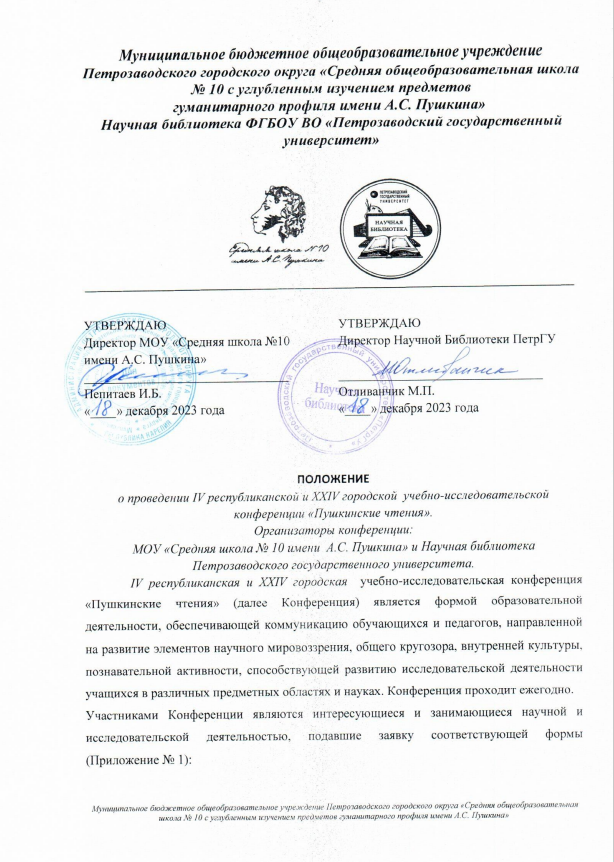 Муниципальное бюджетное общеобразовательное учреждение
Петрозаводского городского округа «Средняя общеобразовательная школа
№ 10 с углубленным изучением предметов
гуманитарного профиля имени А.С. Пушкина»
Научная библиотека ФГБОУ ВО «Петрозаводский государственный
университет»
Средняя школа №10
имени А.С. Пушкина
ПЕТРОЗАВОДСКИЙ
ГОСУДАРСТВЕННЫЙ
УНИВЕРСИТЕТ
НАУЧНАЯ
БИБЛИОТЕКА
УТВЕРЖДАЮ
Директор МОУ «Средняя школа №10
имени А.С. Пушкина»
Пепитаев И.Б.
«18» декабря 2023 года
УТВЕРЖДАЮ
Директор Научной Библиотеки ПетрГУ
Отливанчик М.П.
«18» декабря 2023 года
Научная
библиотека
ПОЛОЖЕНИЕ
о проведении IV республиканской и XXIV городской учебно-исследовательской
конференции «Пушкинские чтения».
Организаторы конференции:
МОУ «Средняя школа № 10 имени А.С. Пушкина» и Научная библиотека
Петрозаводского государственного университета.
IV республиканская и XXIV городская учебно-исследовательская конференция
«Пушкинские чтения» (далее Конференция) является формой образовательной
деятельности, обеспечивающей коммуникацию обучающихся и педагогов, направленной
на развитие элементов научного мировоззрения, общего кругозора, внутренней культуры,
познавательной активности, способствующей развитию исследовательской деятельности
учащихся в различных предметных областях и науках. Конференция проходит ежегодно.
Участниками Конференции являются интересующиеся и занимающиеся научной и
исследовательской деятельностью, подавшие заявку соответствующей формы
(Приложение № 1):
Муниципальное бюджетное общеобразовательное учреждение Петрозаводского городского округа «Средняя общеобразовательная
школа № 10 с углубленным изучением предметов гуманитарного профиля имени А.С. Пушкина»